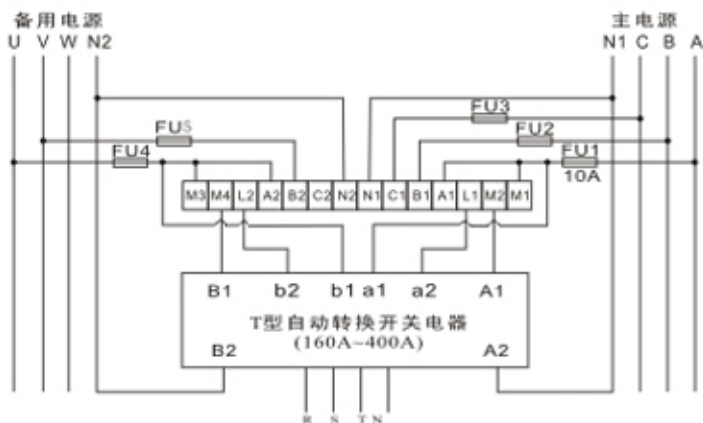 备用电源 主电源
U V W N2 N1 C B A
FU3
FU5 FU2
FU4 FU1
10A
M3 M4 L2 A2 B2 C2 N2 N1 C1 B1 A1 L1 M2 M1
B1 b2 b1 a1 a2 A1
T型自动转换开关电器
(160A~400A)
B2 A2
R S T N